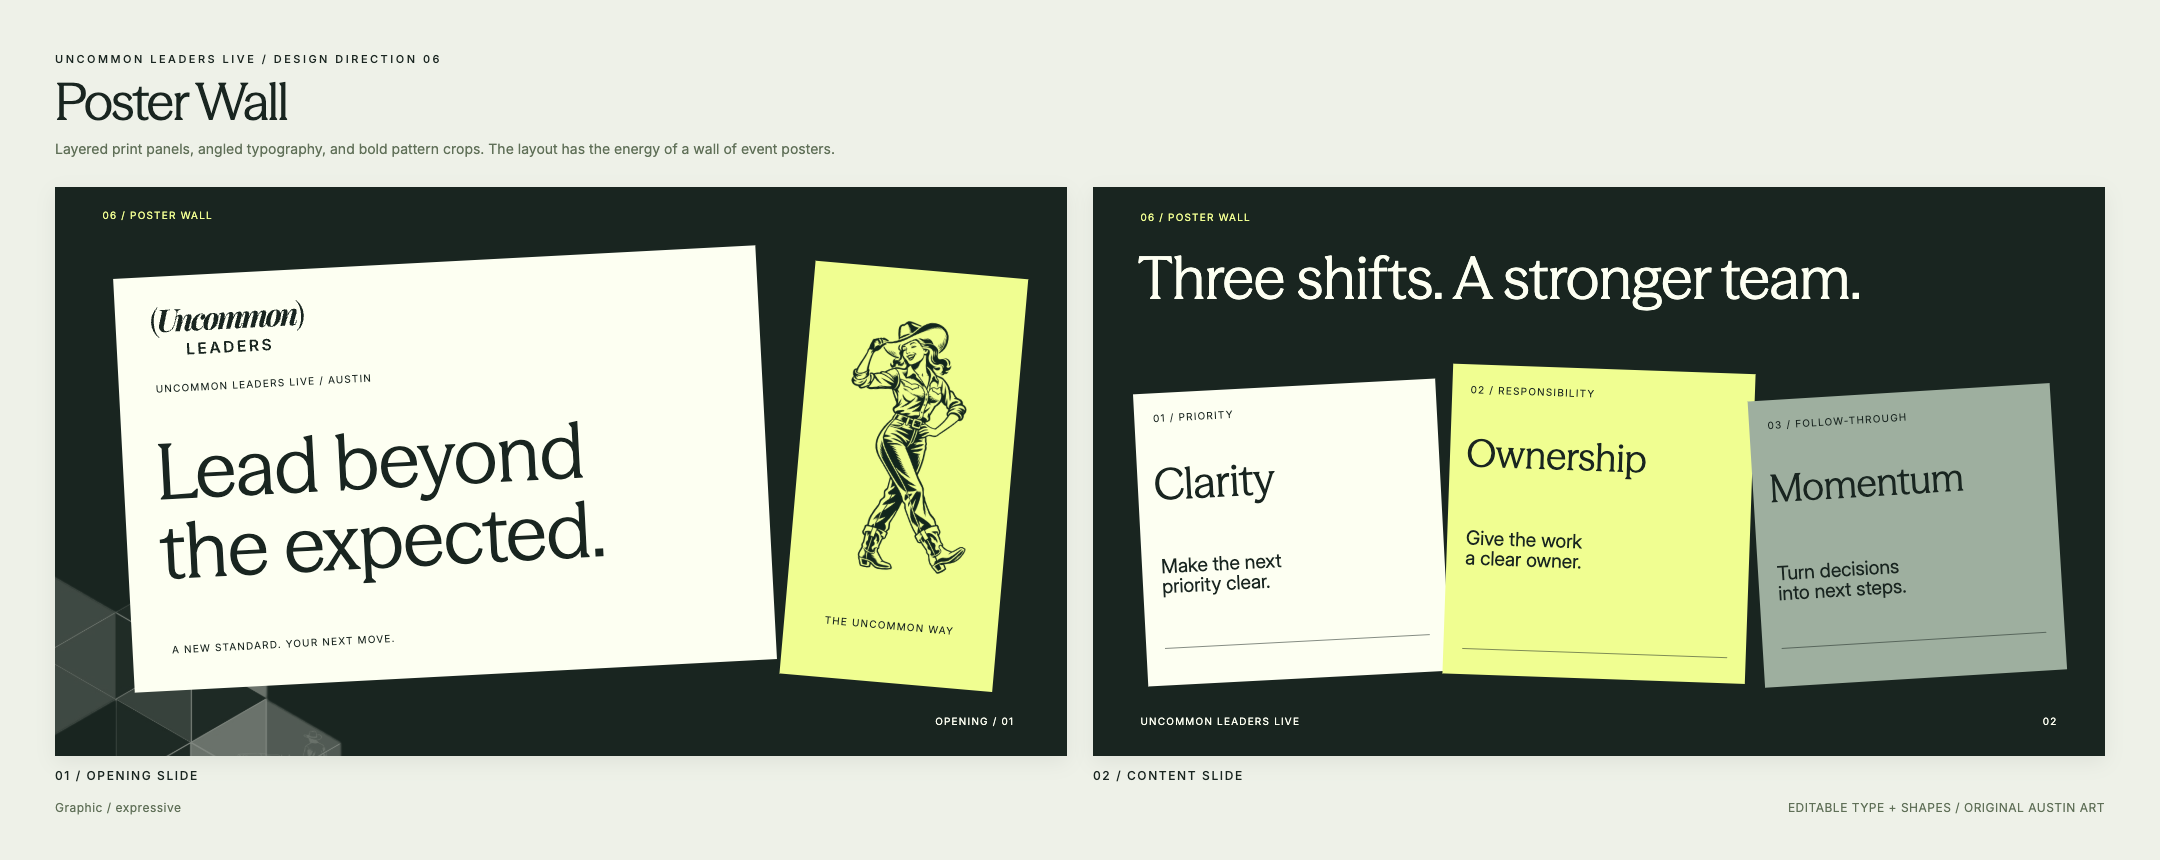 UNCOMMON LEADERS LIVE / DESIGN DIRECTION 06
Poster Wall
Layered print panels, angled typography, and bold pattern crops. The layout has the energy of a wall of event posters.
06 / POSTER WALL
(Uncommon)
LEADERS
UNCOMMON LEADERS LIVE / AUSTIN
Lead beyond
the expected.
A NEW STANDARD. YOUR NEXT MOVE.
THE UNCOMMON WAY
OPENING / 01
01 / OPENING SLIDE
Graphic / expressive
06 / POSTER WALL
Three shifts. A stronger team.
01 / PRIORITY
Clarity
Make the next
priority clear.
02 / RESPONSIBILITY
Ownership
Give the work
a clear owner.
03 / FOLLOW-THROUGH
Momentum
Turn decisions
into next steps.
UNCOMMON LEADERS LIVE
02
02 / CONTENT SLIDE
EDITABLE TYPE + SHAPES / ORIGINAL AUSTIN ART